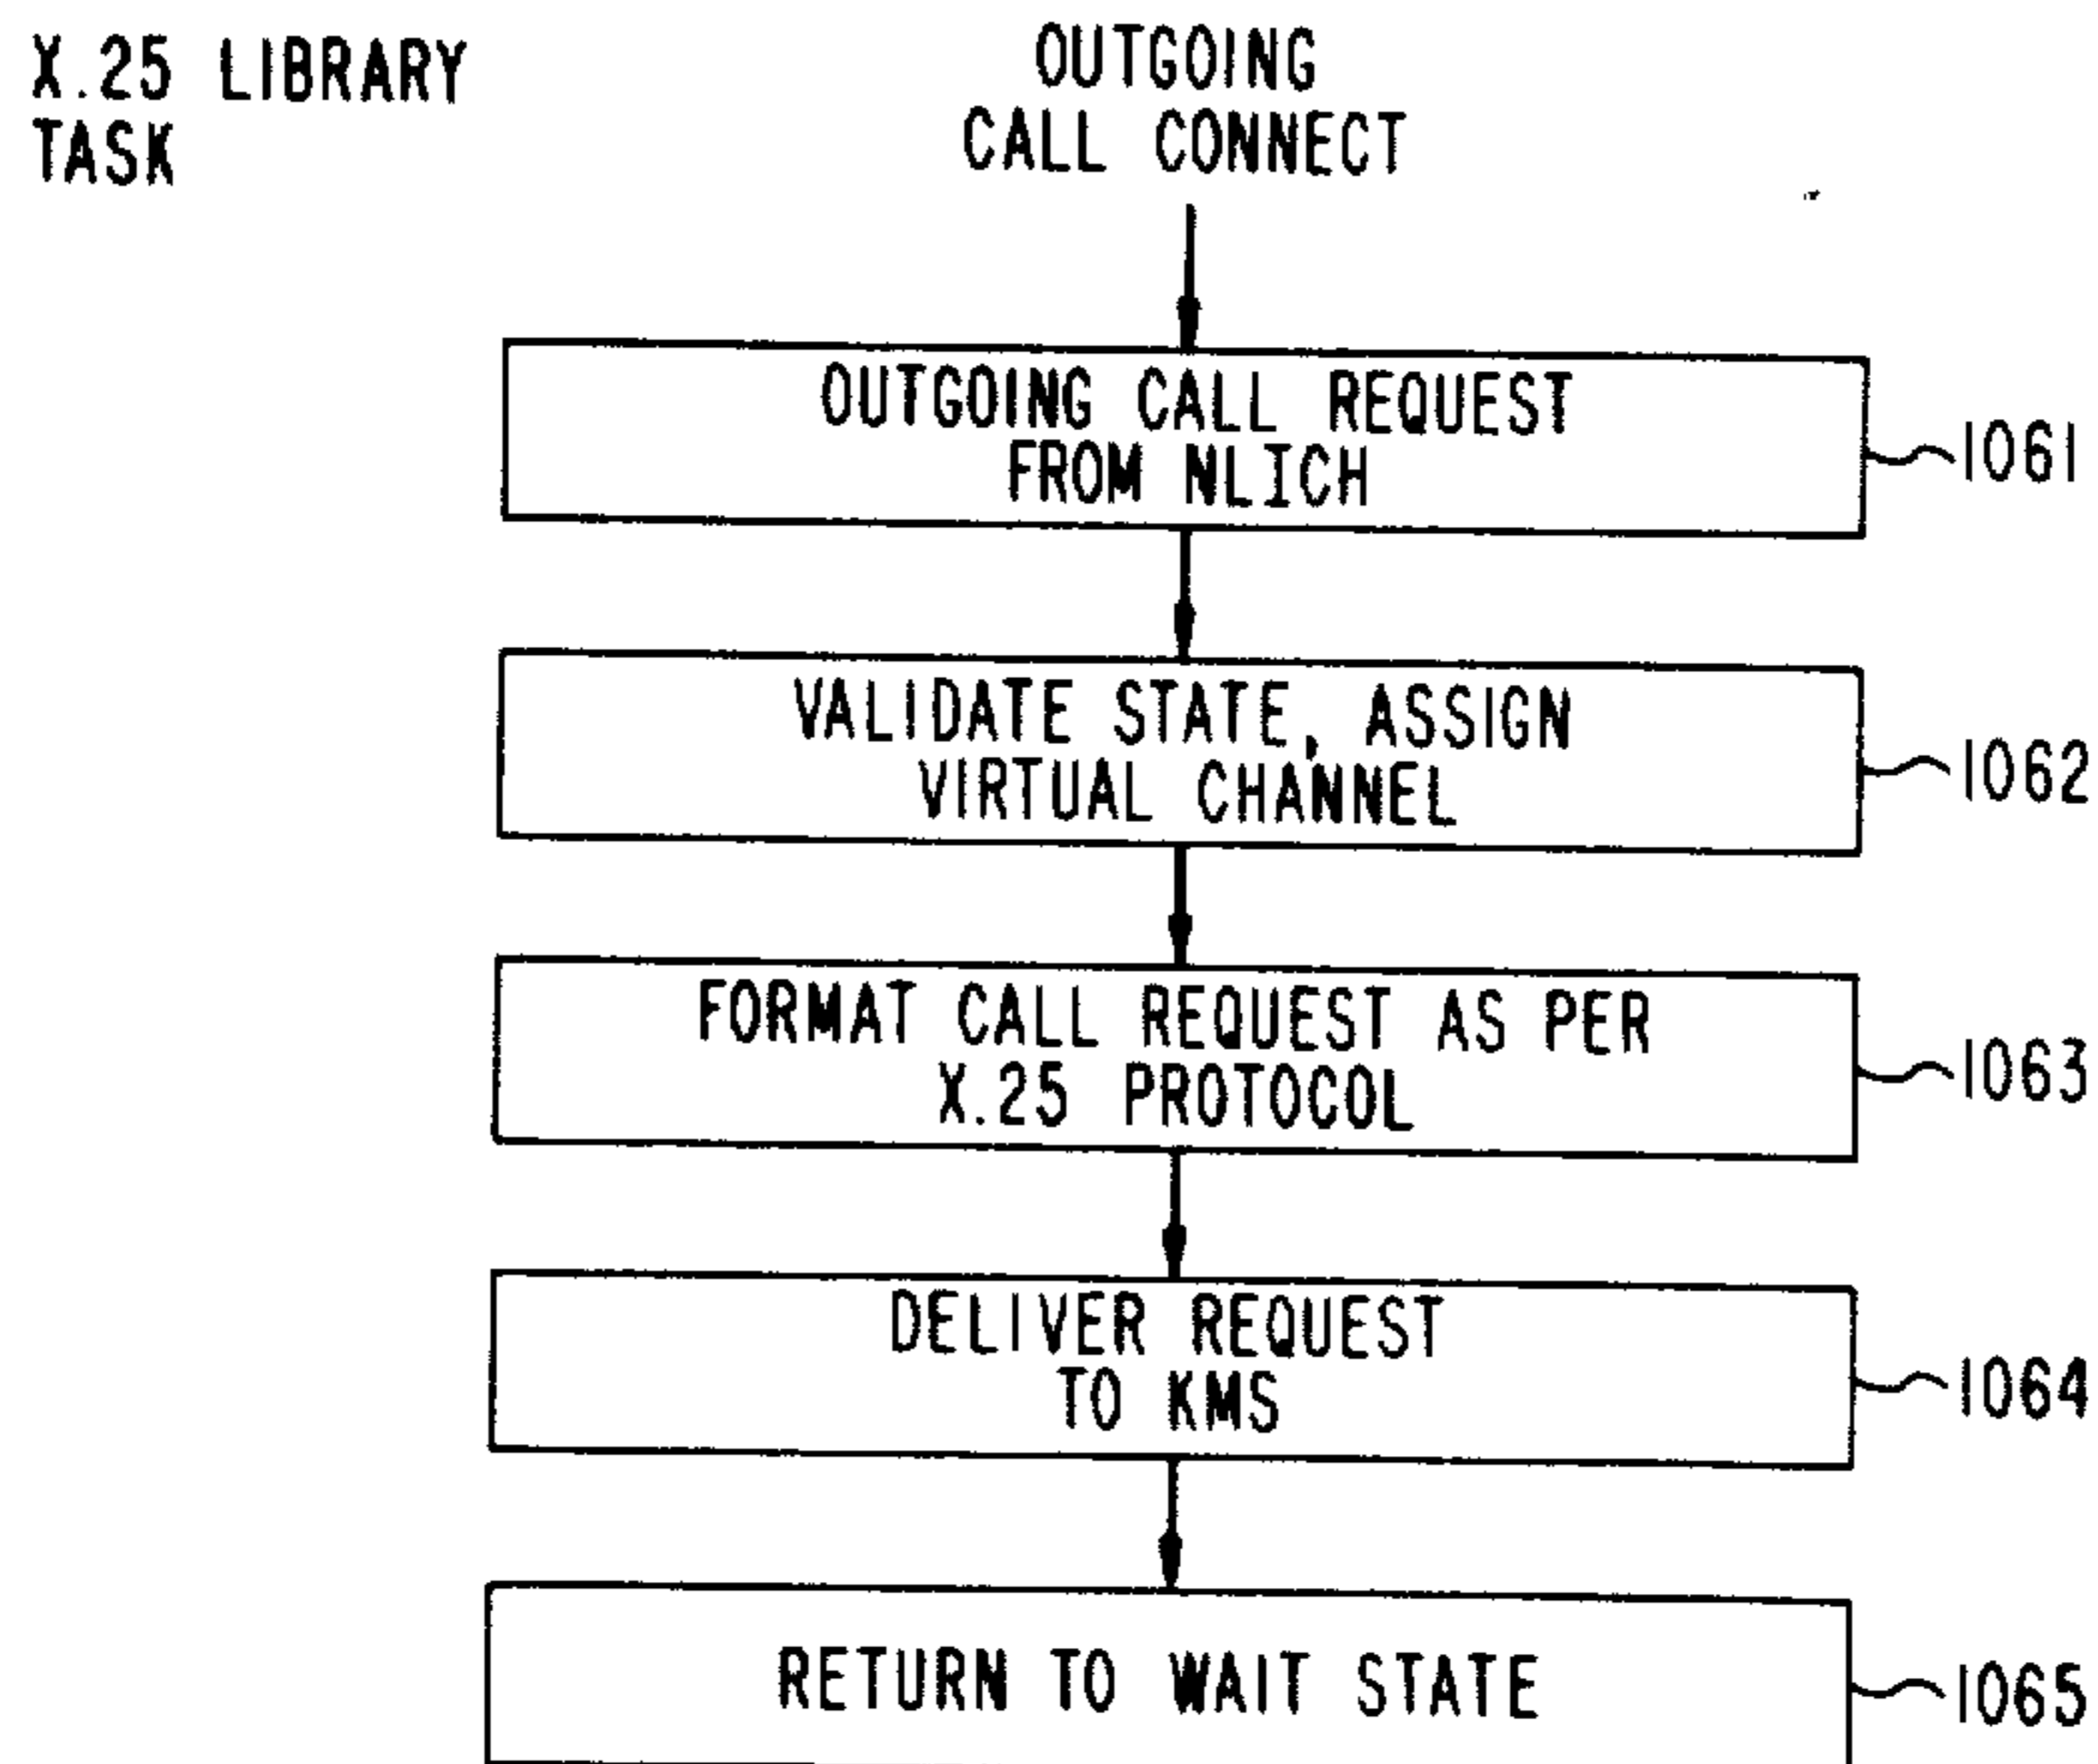 X.25 LIBRARY
TASK
OUTGOING
CALL CONNECT
OUTGOING CALL REQUEST
FROM NLICH
1061
VALIDATE STATE, ASSIGN
VIRTUAL CHANNEL
1062
FORMAT CALL REQUEST AS PER
X.25 PROTOCOL
1063
DELIVER REQUEST
TO KMS
1064
RETURN TO WAIT STATE
1065